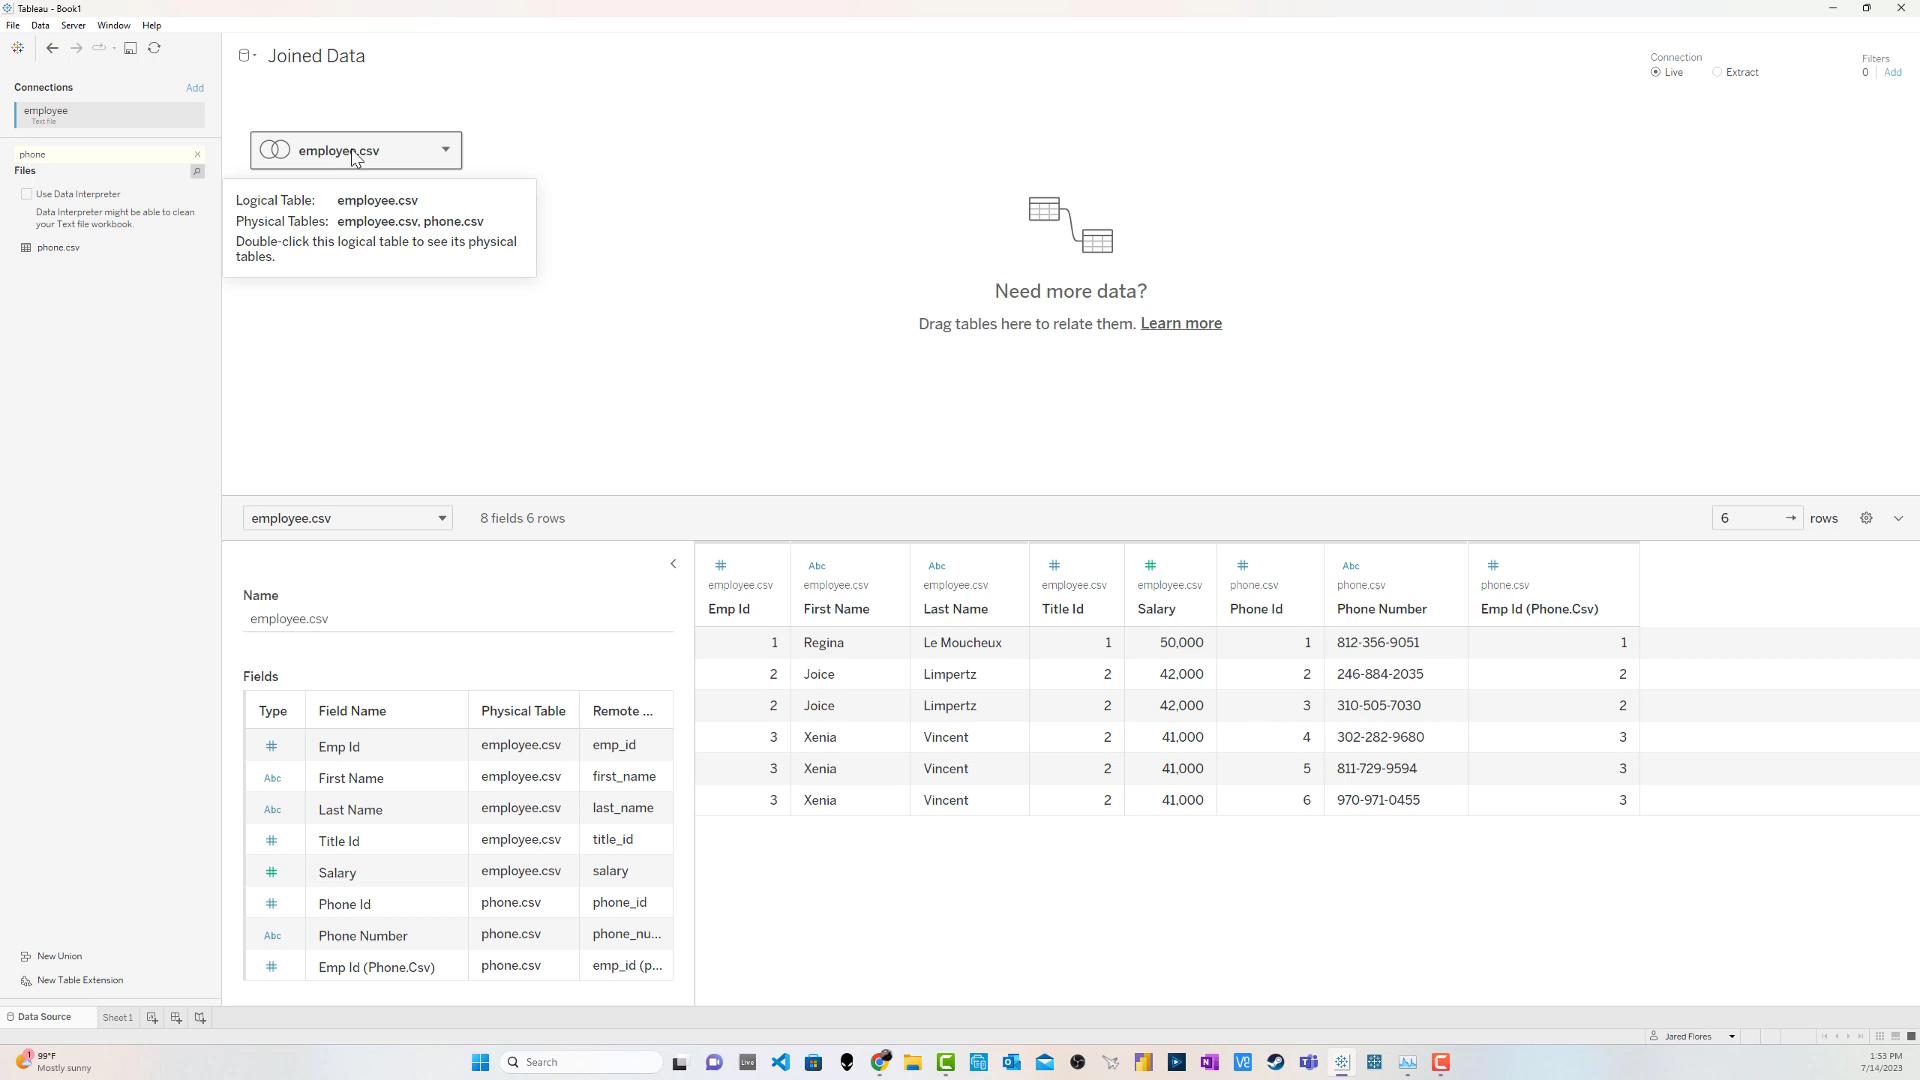 Tableau - Book1
File Data Server Window Help
Joined Data
Connection
Live Extract
Filters
0 Add
Connections Add
employee
Text file
phone
Files
Use Data Interpreter
Data Interpreter might be able to clean
your Text file workbook.
phone.csv
employee.csv
Logical Table: employee.csv
Physical Tables: employee.csv, phone.csv
Double-click this logical table to see its physical
tables.
Need more data?
Drag tables here to relate them. Learn more
employee.csv 8 fields 6 rows 6 rows
Name
employee.csv
Fields
Type Field Name Physical Table Remote ...
# Emp Id employee.csv emp_id
Abc First Name employee.csv first_name
Abc Last Name employee.csv last_name
# Title Id employee.csv title_id
# Salary employee.csv salary
# Phone Id phone.csv phone_id
Abc Phone Number phone.csv phone_nu...
# Emp Id (Phone.Csv) phone.csv emp_id (p...
# Abc Abc # # # Abc #
employee.csv employee.csv employee.csv employee.csv employee.csv phone.csv phone.csv phone.csv
Emp Id First Name Last Name Title Id Salary Phone Id Phone Number Emp Id (Phone.Csv)
1 Regina Le Moucheux 1 50,000 1 812-356-9051 1
2 Joice Limpertz 2 42,000 2 246-884-2035 2
2 Joice Limpertz 2 42,000 3 310-505-7030 2
3 Xenia Vincent 2 41,000 4 302-282-9680 3
3 Xenia Vincent 2 41,000 5 811-729-9594 3
3 Xenia Vincent 2 41,000 6 970-971-0455 3
New Union
New Table Extension
Data Source Sheet 1
Jared Flores
1 99°F
Mostly sunny
Search
Live
1:53 PM
7/14/2023